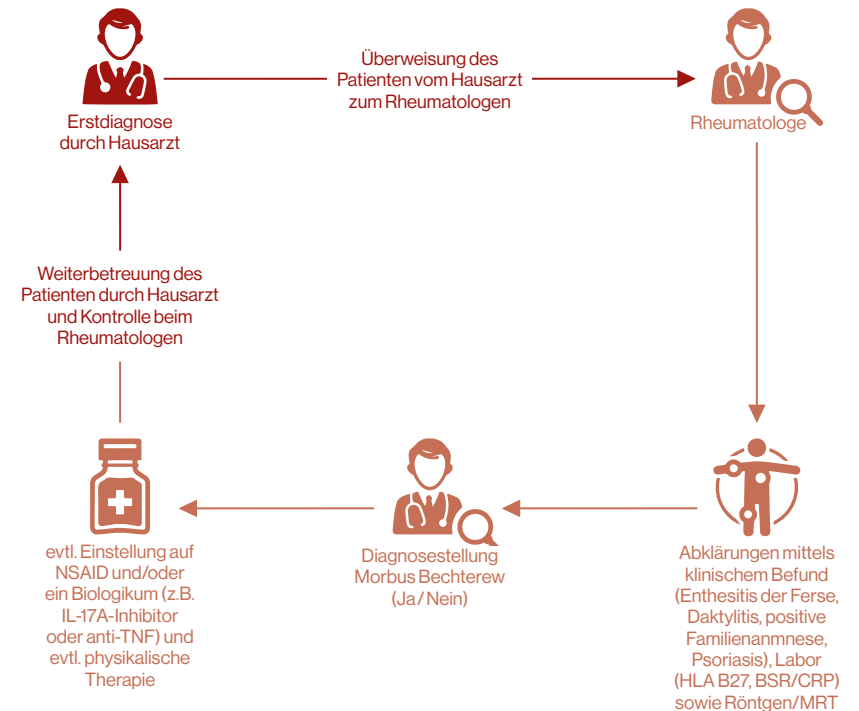 Erstdiagnose
durch Hausarzt
Überweisung des
Patienten vom Hausarzt
zum Rheumatologen
Rheumatologe
Abklärungen mittels
klinischem Befund
(Enthesitis der Ferse,
Daktylitis, positive
Familienanmnese,
Psoriasis), Labor
(HLA B27, BSR/CRP)
sowie Röntgen/MRT
Diagnosestellung
Morbus Bechterew
(Ja/Nein)
evtl. Einstellung auf
NSAID und/oder
ein Biologikum (z.B.
IL-17A-Inhibitor
oder anti-TNF) und
evtl. physikalische
Therapie
Weiterbetreuung des
Patienten durch Hausarzt
und Kontrolle beim
Rheumatologen